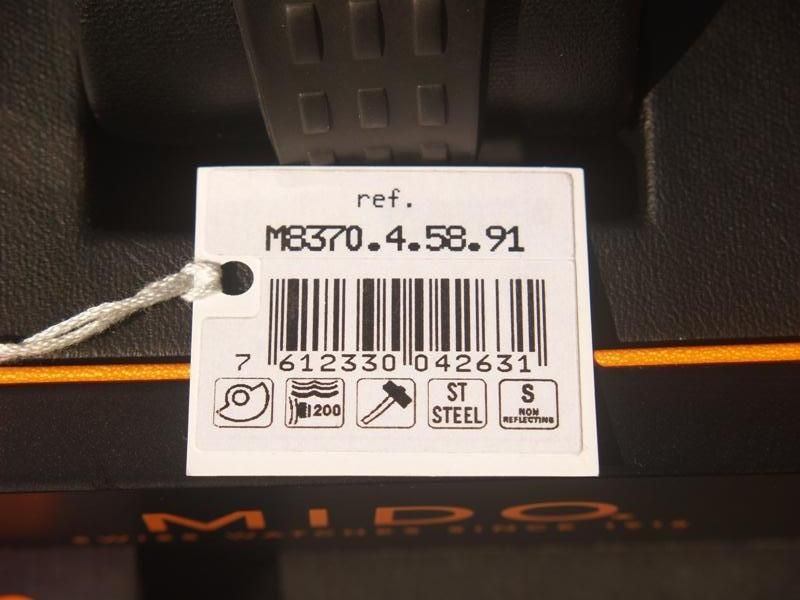 ref.
M8370.4.58.91
7 612330 042631
200
ST
STEEL
S
NON
REFLECTING
MIDO
SWISS WATCHES SINCE 1918